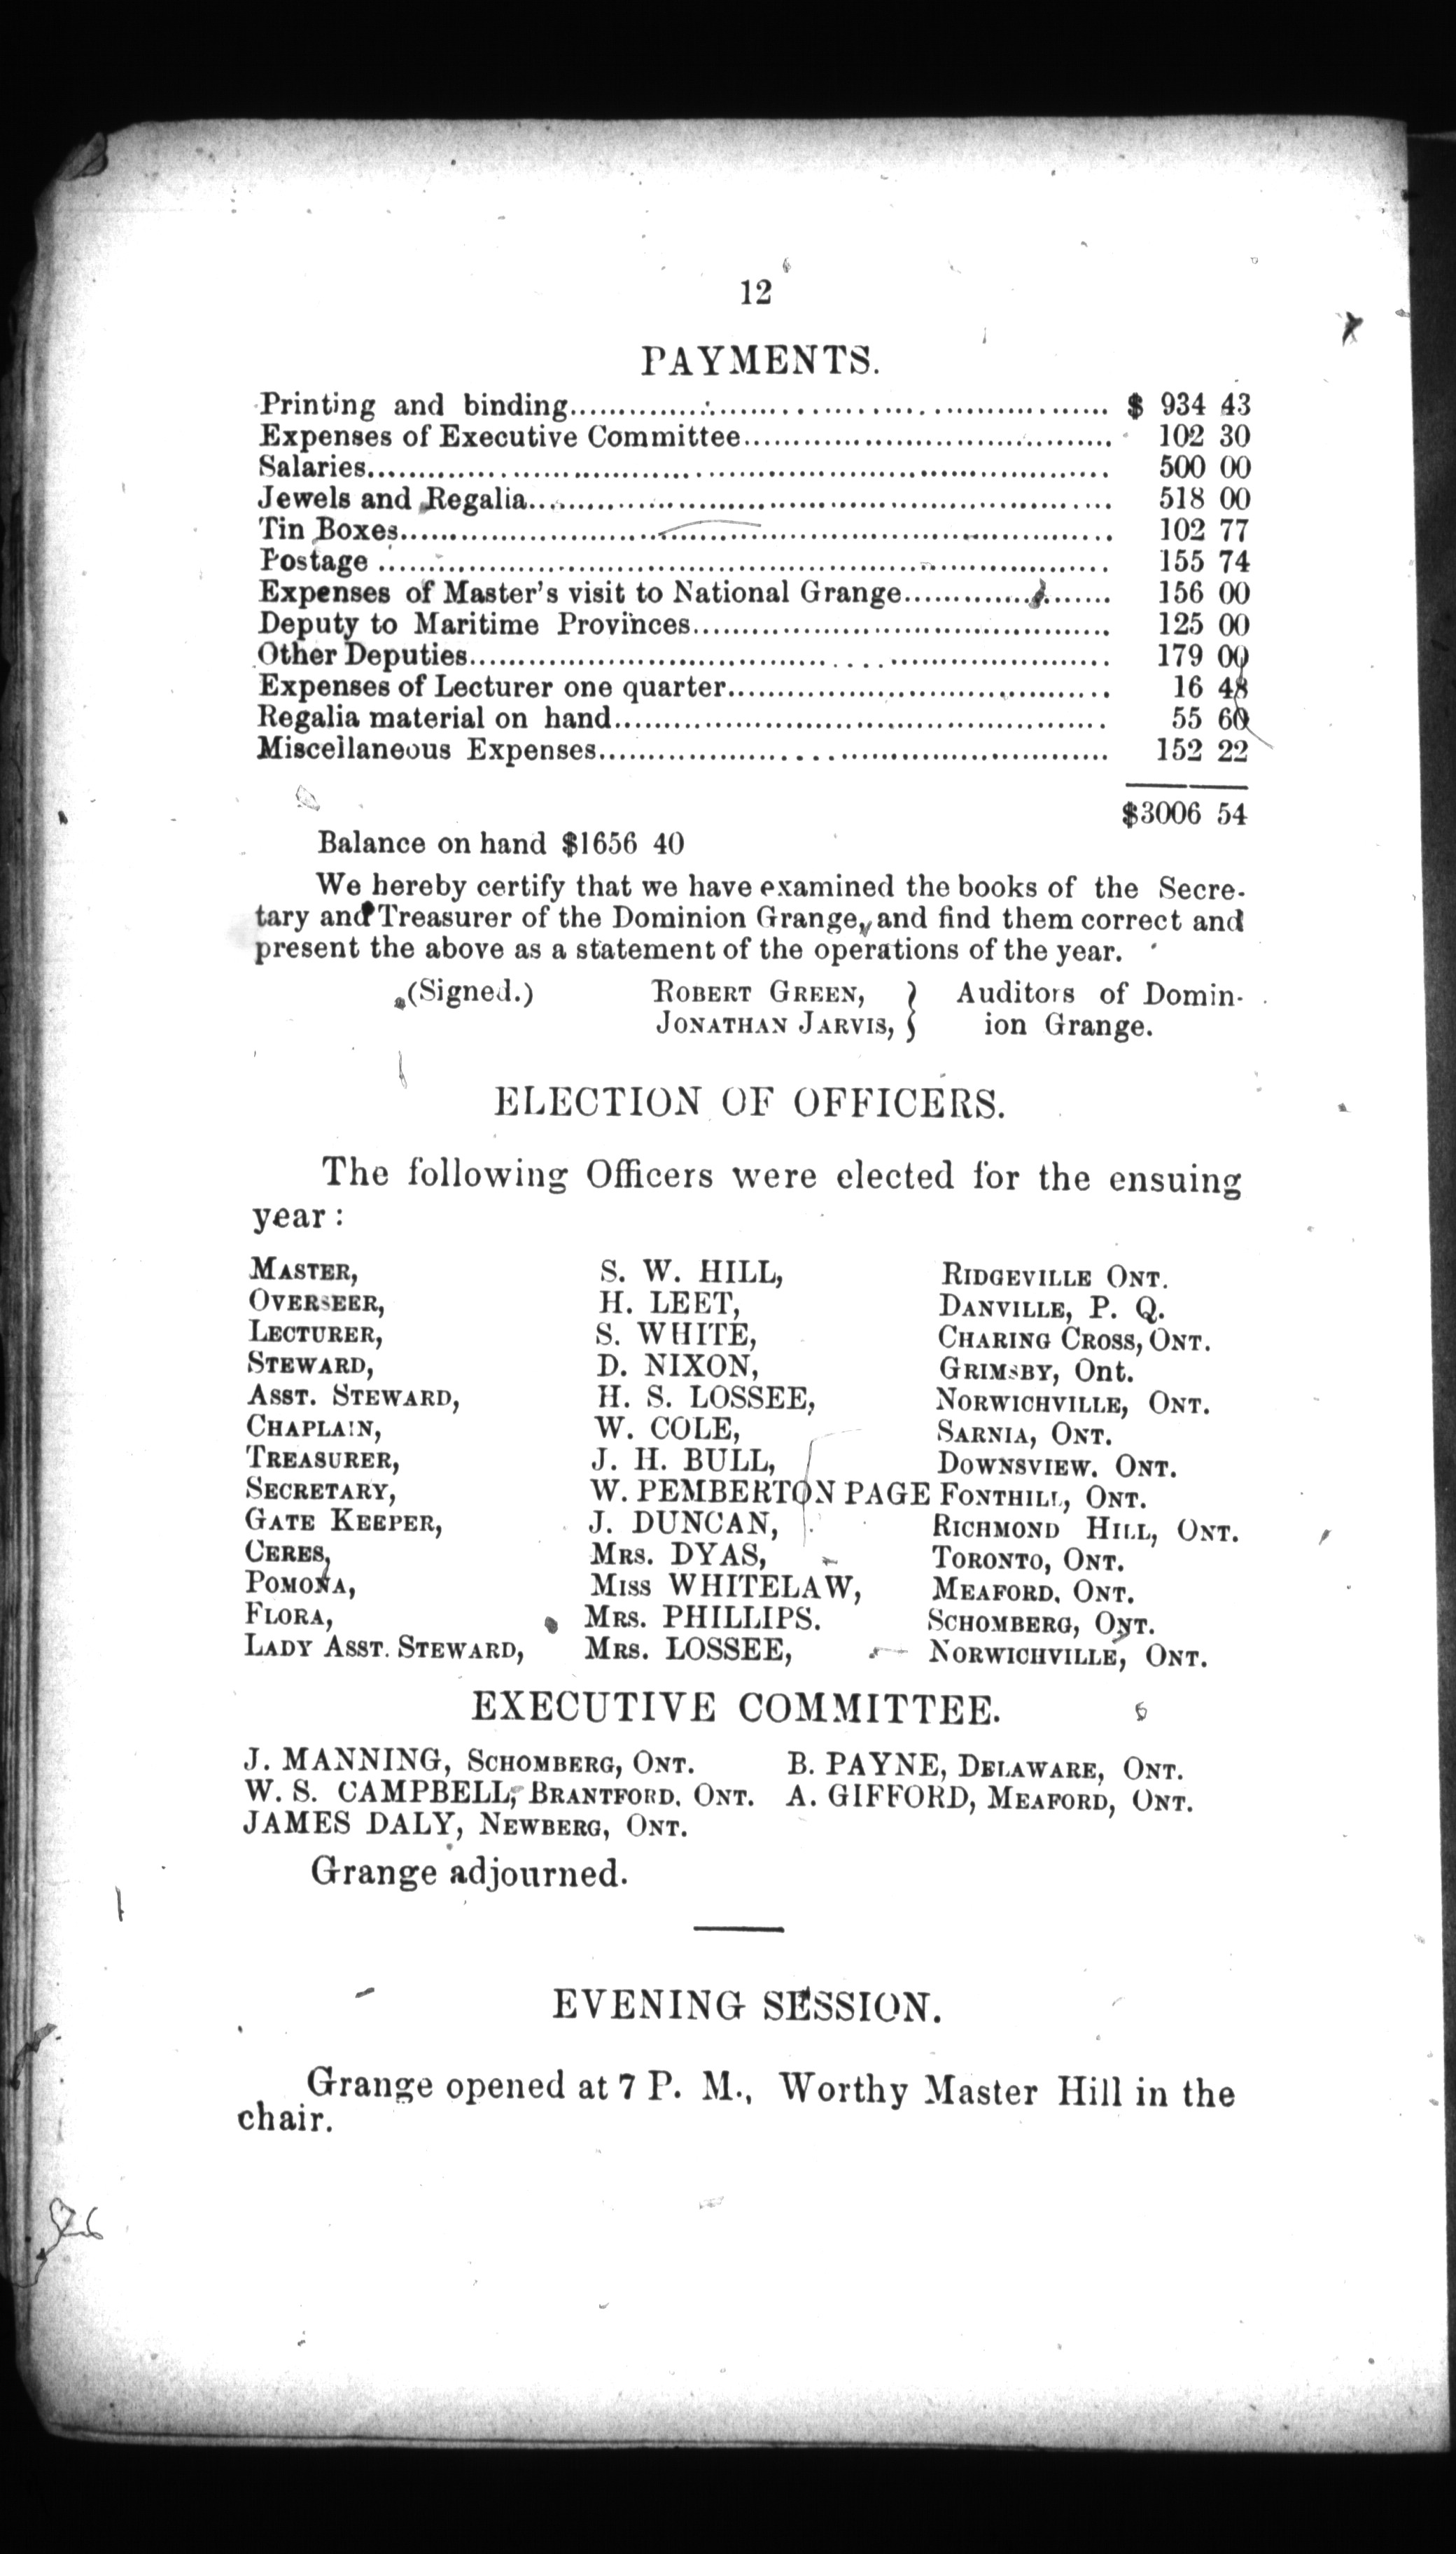 12
PAYMENTS.
Printing and binding.......... $ 934 43
Expenses of Executive Committee.......... 102 30
Salaries.......... 500 00
Jewels and Regalia.......... 518 00
Tin Boxes.......... 102 77
Postage .......... 155 74
Expenses of Master's visit to National Grange.......... 156 00
Deputy to Maritime Provinces.......... 125 00
Other Deputies.......... 179 00
Expenses of Lecturer one quarter.......... 16 48
Regalia material on hand.......... 55 60
Miscellaneous Expenses.......... 152 22
$3006 54
Balance on hand $1656 40
We hereby certify that we have examined the books of the Secre-
tary and Treasurer of the Dominion Grange, and find them correct and
present the above as a statement of the operations of the year.
(Signed.) ROBERT GREEN, } Auditors of Domin-
JONATHAN JARVIS, } ion Grange.
ELECTION OF OFFICERS.
The following Officers were elected for the ensuing
year:
MASTER, S. W. HILL, RIDGEVILLE ONT.
OVERSEER, H. LEET, DANVILLE, P. Q.
LECTURER, S. WHITE, CHARING CROSS, ONT.
STEWARD, D. NIXON, GRIMSBY, Ont.
ASST. STEWARD, H. S. LOSSEE, NORWICHVILLE, ONT.
CHAPLAIN, W. COLE, SARNIA, ONT.
TREASURER, J. H. BULL, DOWNSVIEW. ONT.
SECRETARY, W. PEMBERTON PAGE FONTHILL, ONT.
GATE KEEPER, J. DUNCAN, RICHMOND HILL, ONT.
CERES, MRS. DYAS, TORONTO, ONT.
POMONA, MISS WHITELAW, MEAFORD, ONT.
FLORA, MRS. PHILLIPS. SCHOMBERG, ONT.
LADY ASST. STEWARD, MRS. LOSSEE, NORWICHVILLE, ONT.
EXECUTIVE COMMITTEE.
J. MANNING, SCHOMBERG, ONT. B. PAYNE, DELAWARE, ONT.
W. S. CAMPBELL, BRANTFORD, ONT. A. GIFFORD, MEAFORD, ONT.
JAMES DALY, NEWBERG, ONT.
Grange adjourned.
EVENING SESSION.
Grange opened at 7 P. M., Worthy Master Hill in the
chair.